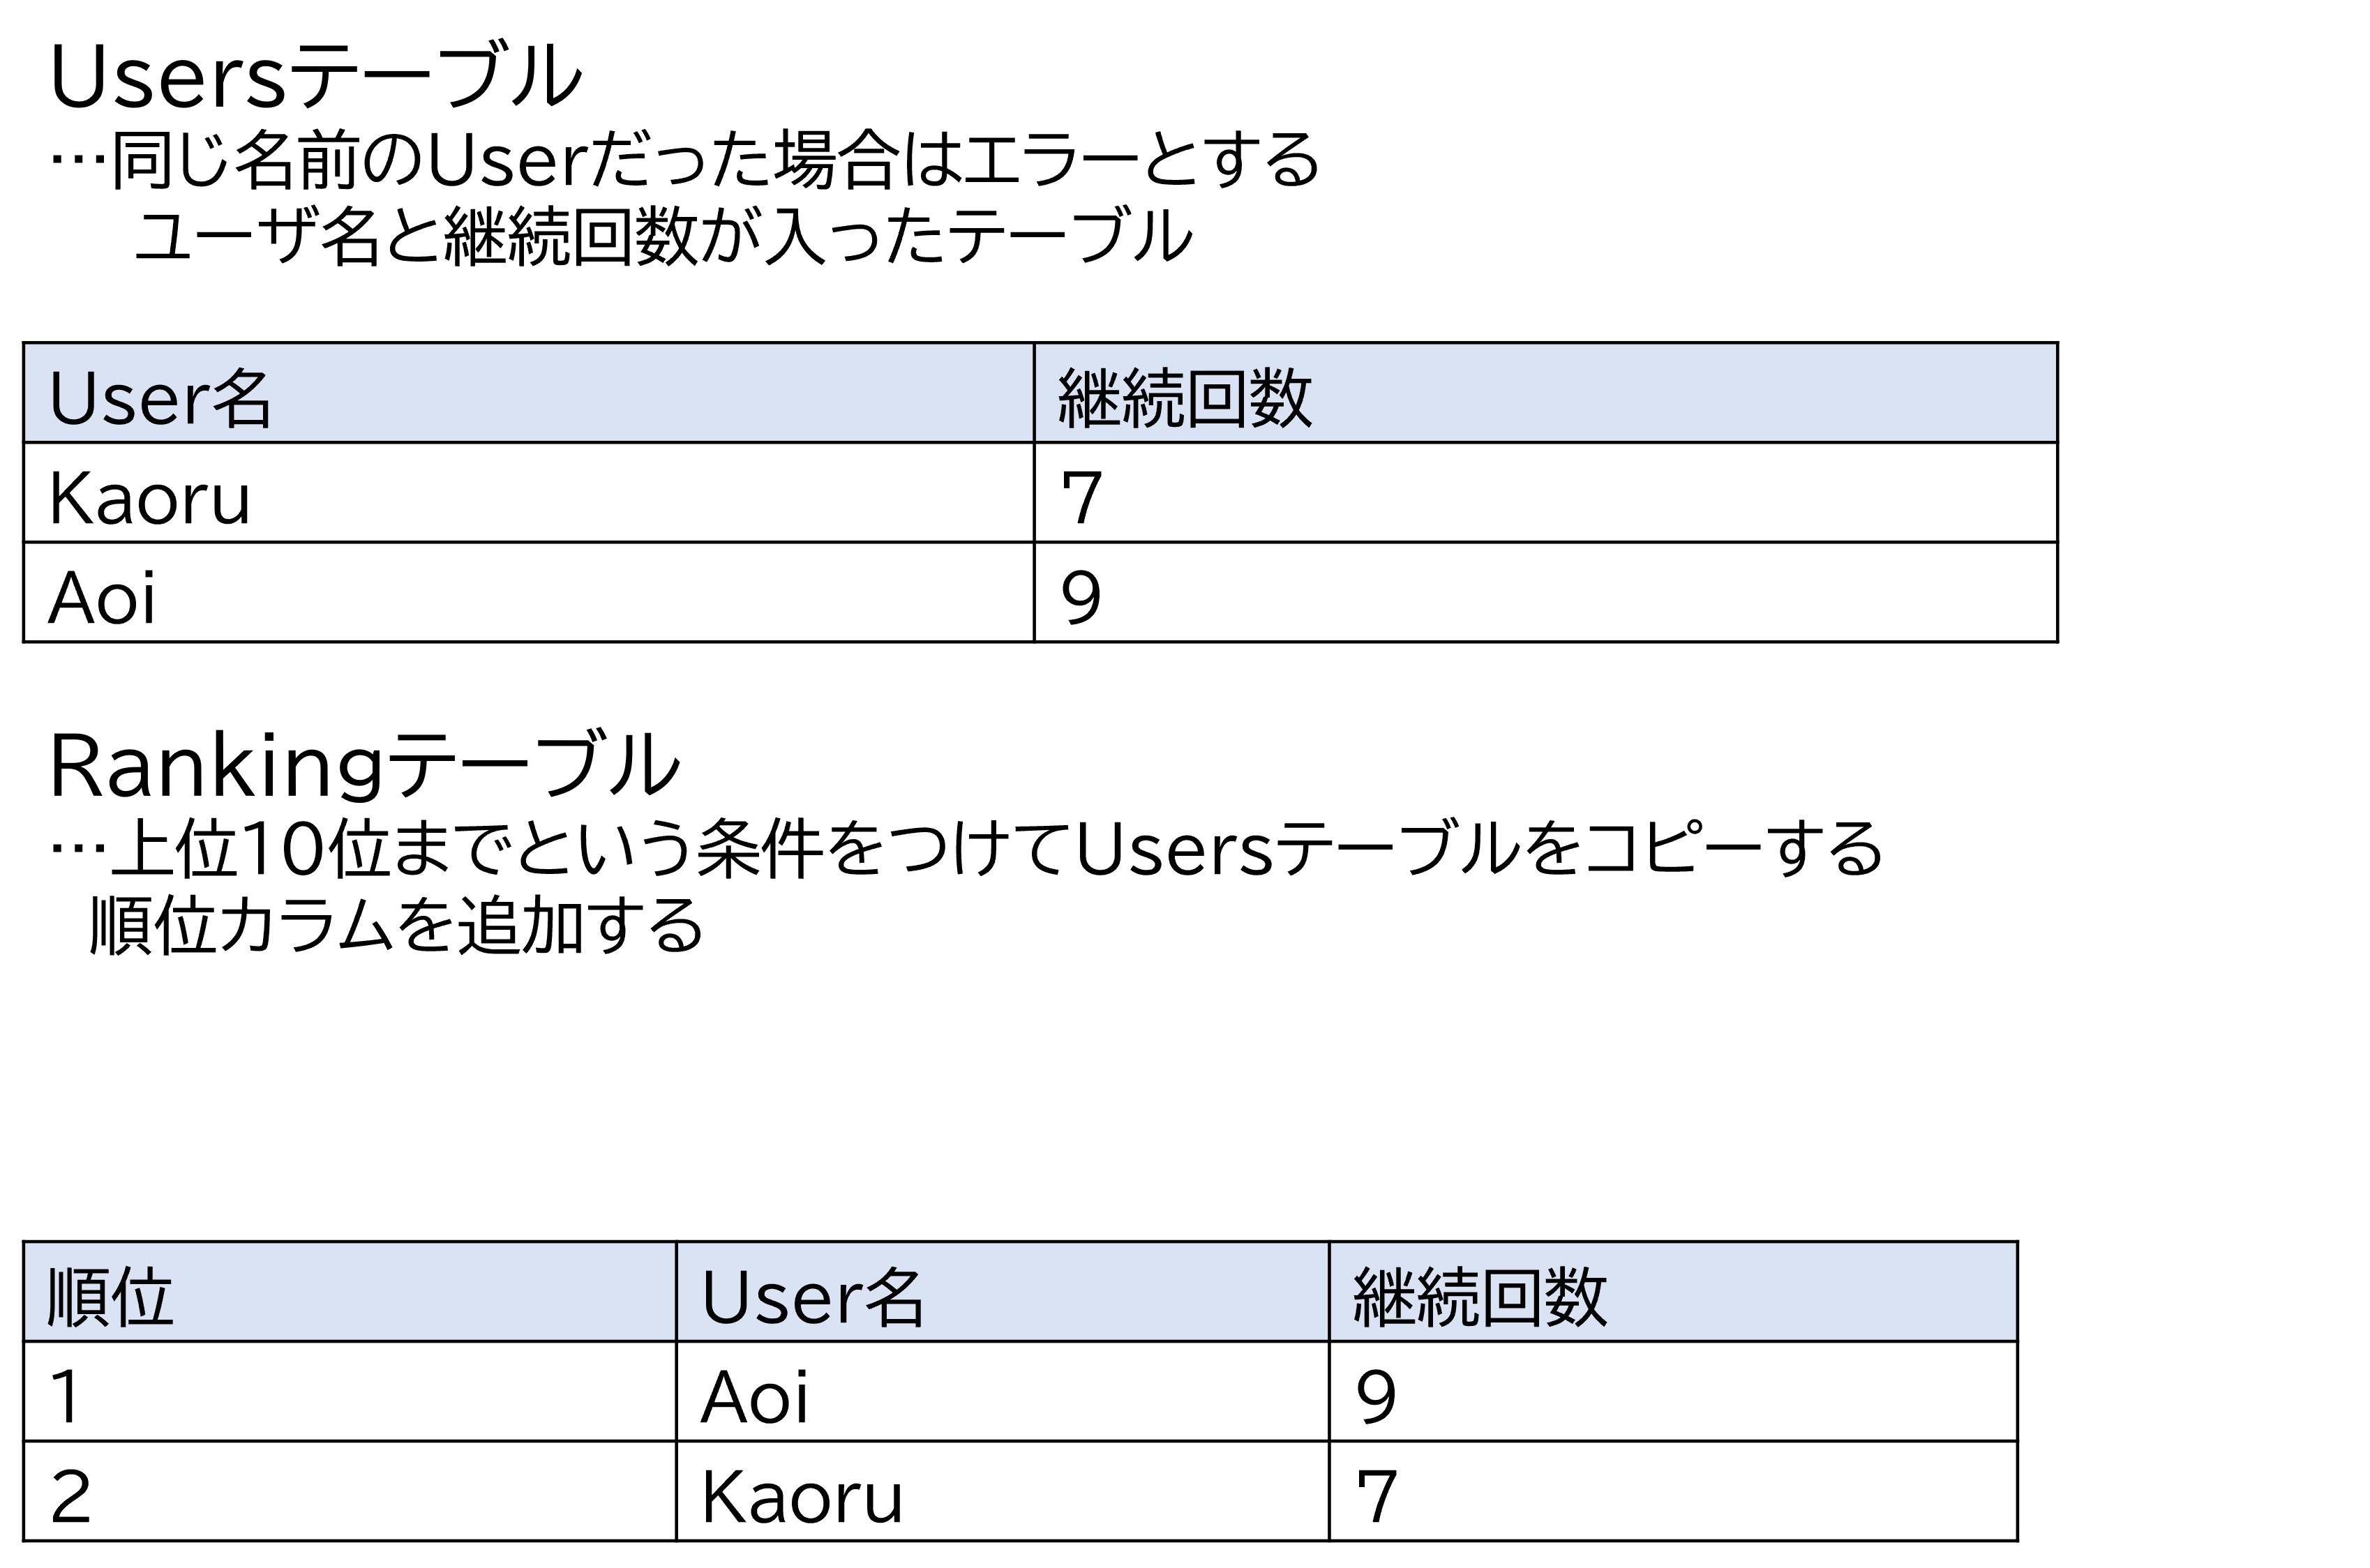 Usersテーブル
…同じ名前のUserだった場合はエラーとする
ユーザ名と継続回数が入ったテーブル
User名 継続回数
Kaoru 7
Aoi 9
Rankingテーブル
…上位10位までという条件をつけてUsersテーブルをコピーする
順位カラムを追加する
順位 User名 継続回数
1 Aoi 9
2 Kaoru 7